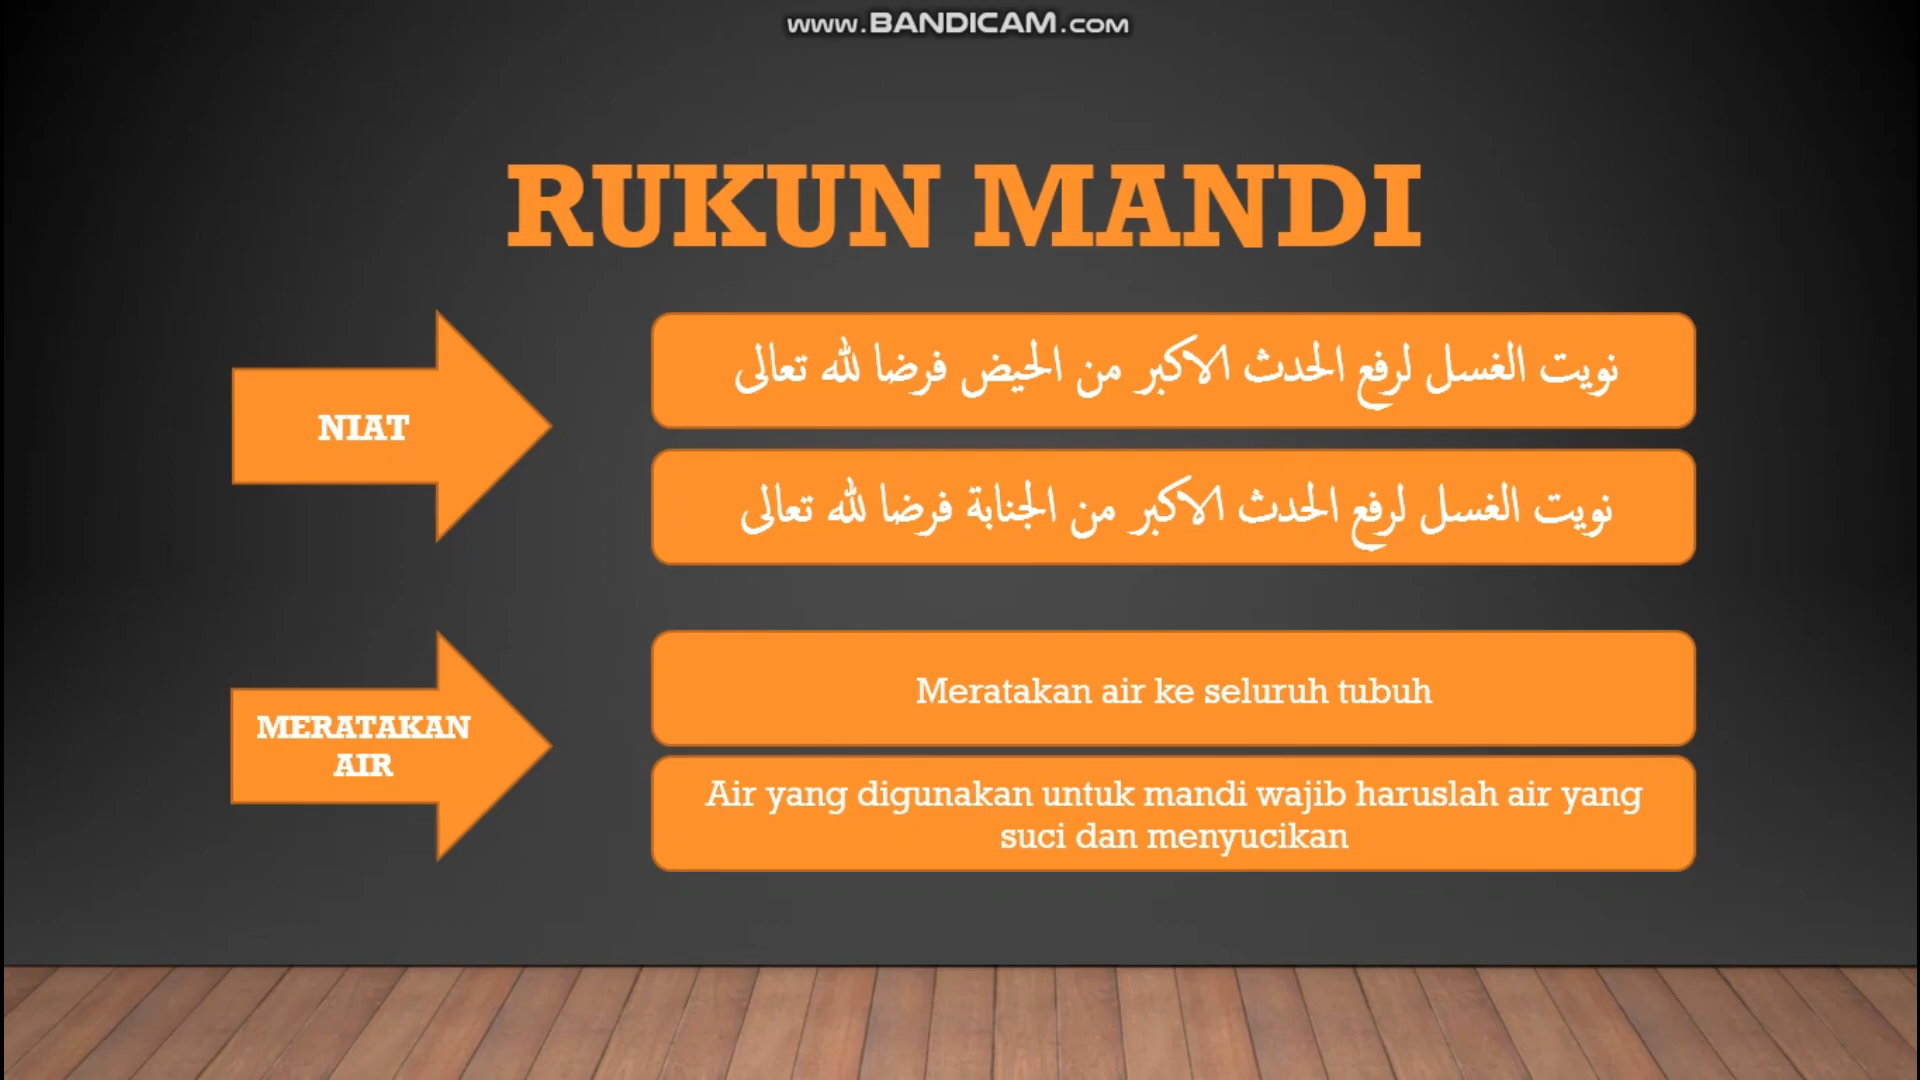 www.BANDICAM.com
RUKUN MANDI
NIAT
نويت الغسل لرفع الحدث الاكبر من الحيض فرضا لله تعالى
نويت الغسل لرفع الحدث الاكبر من الجنابة فرضا لله تعالى
MERATAKAN
AIR
Meratakan air ke seluruh tubuh
Air yang digunakan untuk mandi wajib haruslah air yang
suci dan menyucikan